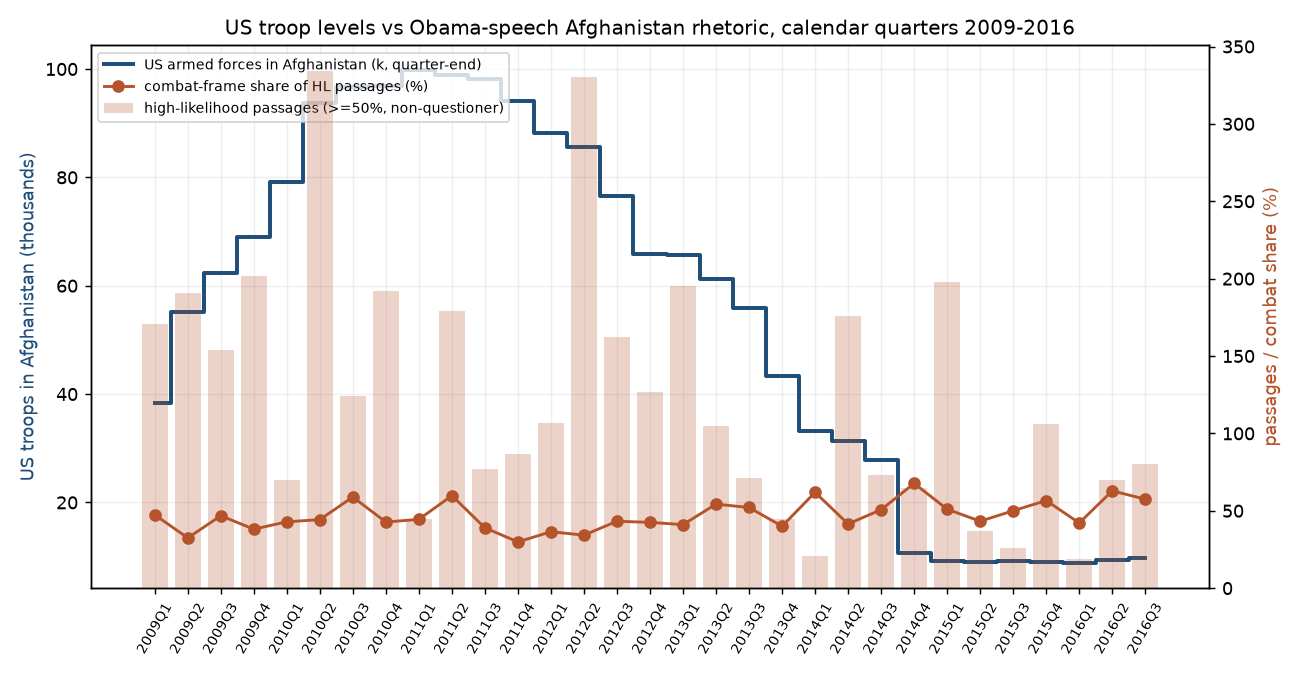 US troop levels vs Obama-speech Afghanistan rhetoric, calendar quarters 2009-2016
US armed forces in Afghanistan (k, quarter-end)
combat-frame share of HL passages (%)
high-likelihood passages (>=50%, non-questioner)
US troops in Afghanistan (thousands)
100
80
60
40
20
passages / combat share (%)
350
300
250
200
150
100
50
0
2009Q1
2009Q2
2009Q3
2009Q4
2010Q1
2010Q2
2010Q3
2010Q4
2011Q1
2011Q2
2011Q3
2011Q4
2012Q1
2012Q2
2012Q3
2012Q4
2013Q1
2013Q2
2013Q3
2013Q4
2014Q1
2014Q2
2014Q3
2014Q4
2015Q1
2015Q2
2015Q3
2015Q4
2016Q1
2016Q2
2016Q3